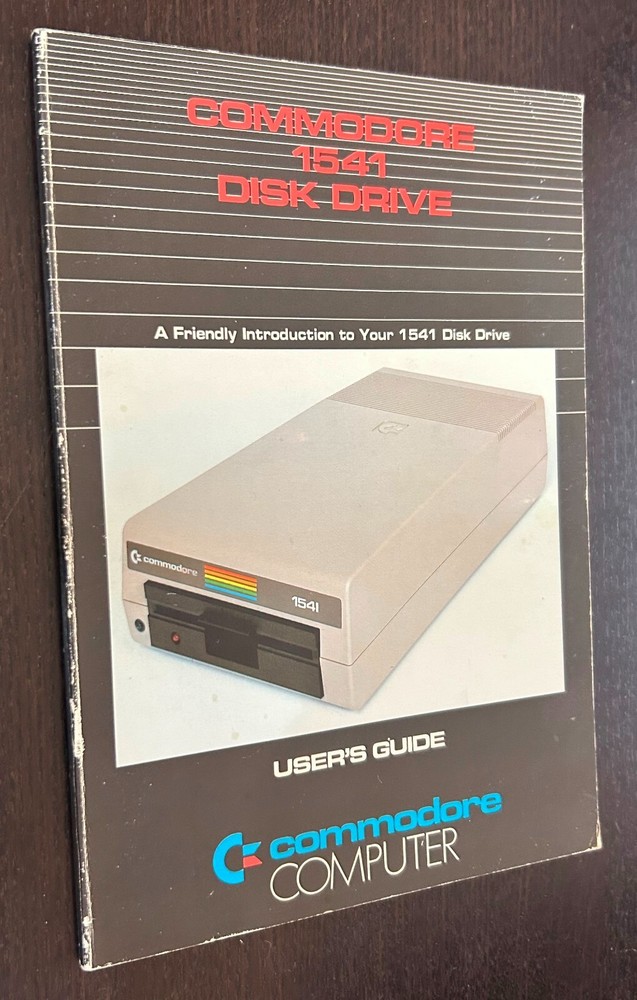 COMMODORE
1541
DISK DRIVE
A Friendly Introduction to Your 1541 Disk Drive
commodore
1541
USER'S GUIDE
commodore
COMPUTER